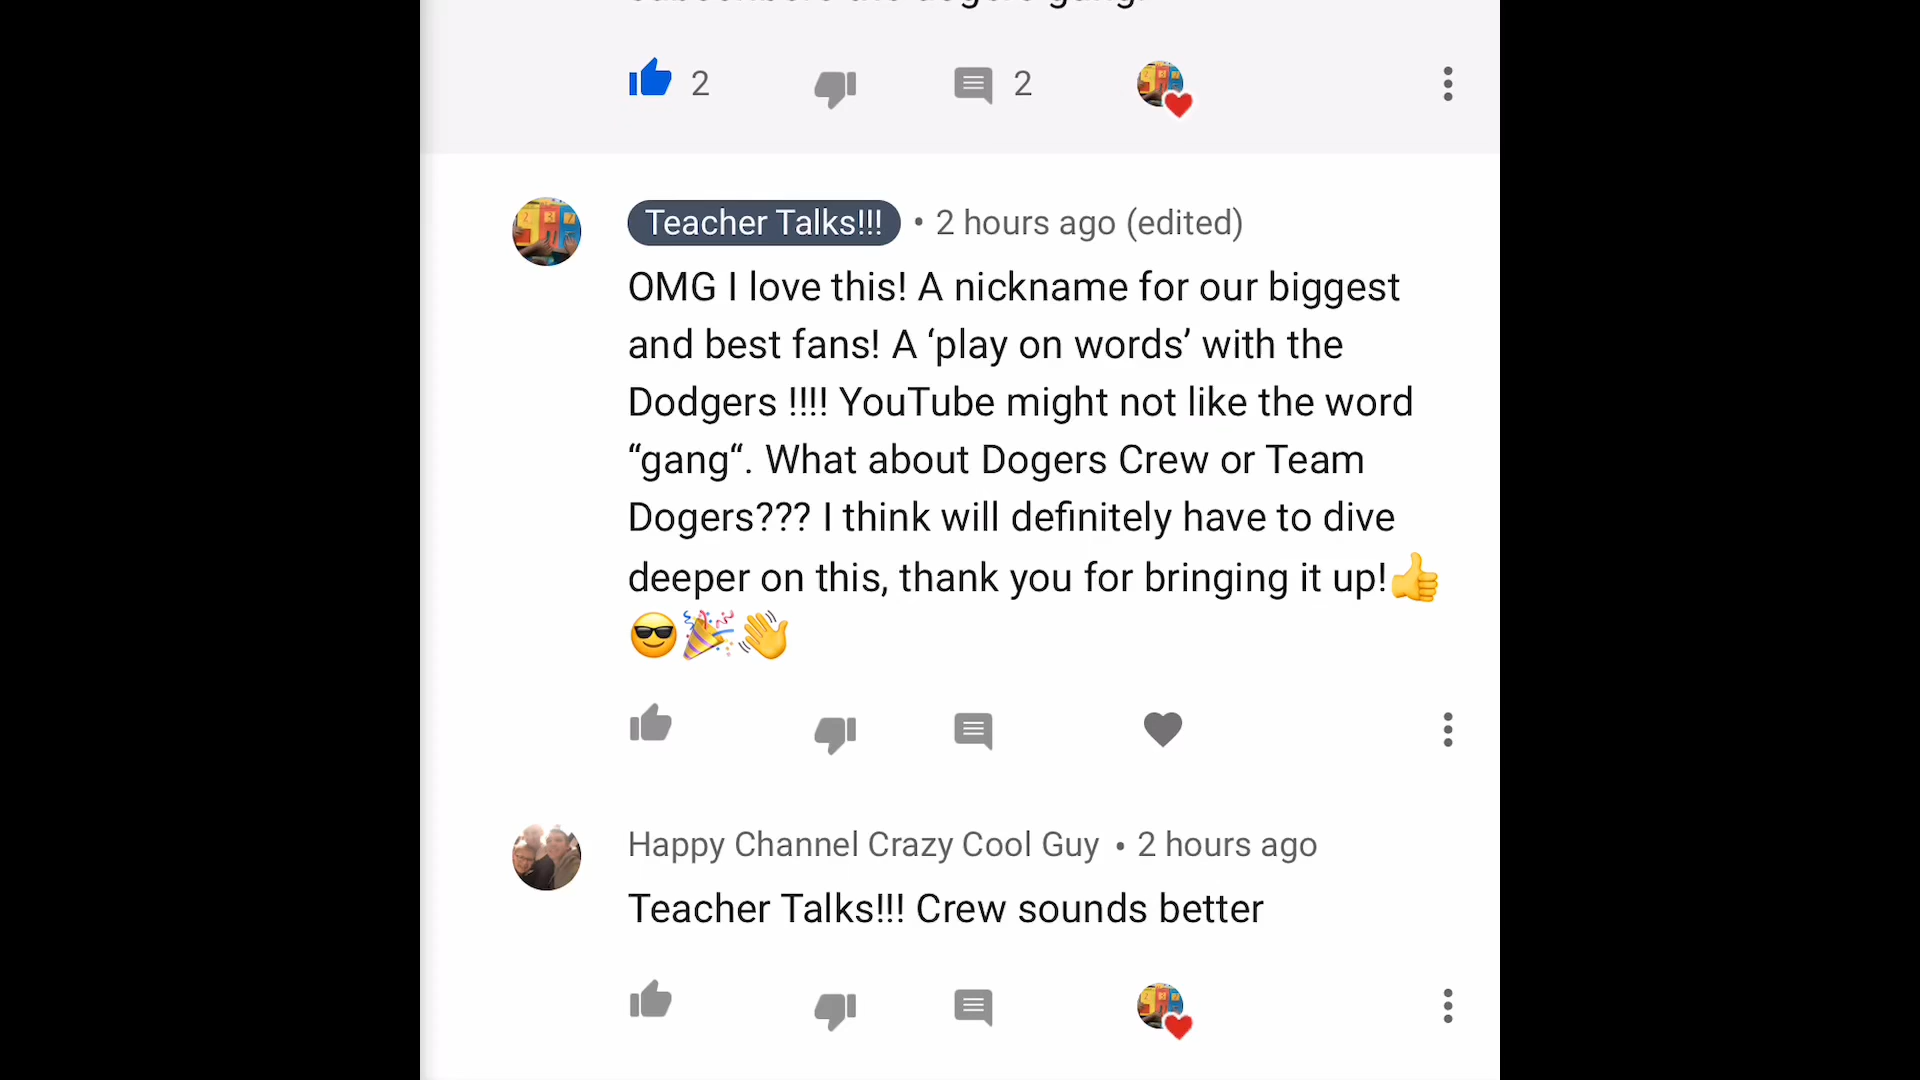 2
2
Teacher Talks!!! • 2 hours ago (edited)
OMG I love this! A nickname for our biggest
and best fans! A ‘play on words’ with the
Dodgers !!!! YouTube might not like the word
“gang“. What about Dogers Crew or Team
Dogers??? I think will definitely have to dive
deeper on this, thank you for bringing it up!👍
😎🎉👋
Happy Channel Crazy Cool Guy • 2 hours ago
Teacher Talks!!! Crew sounds better